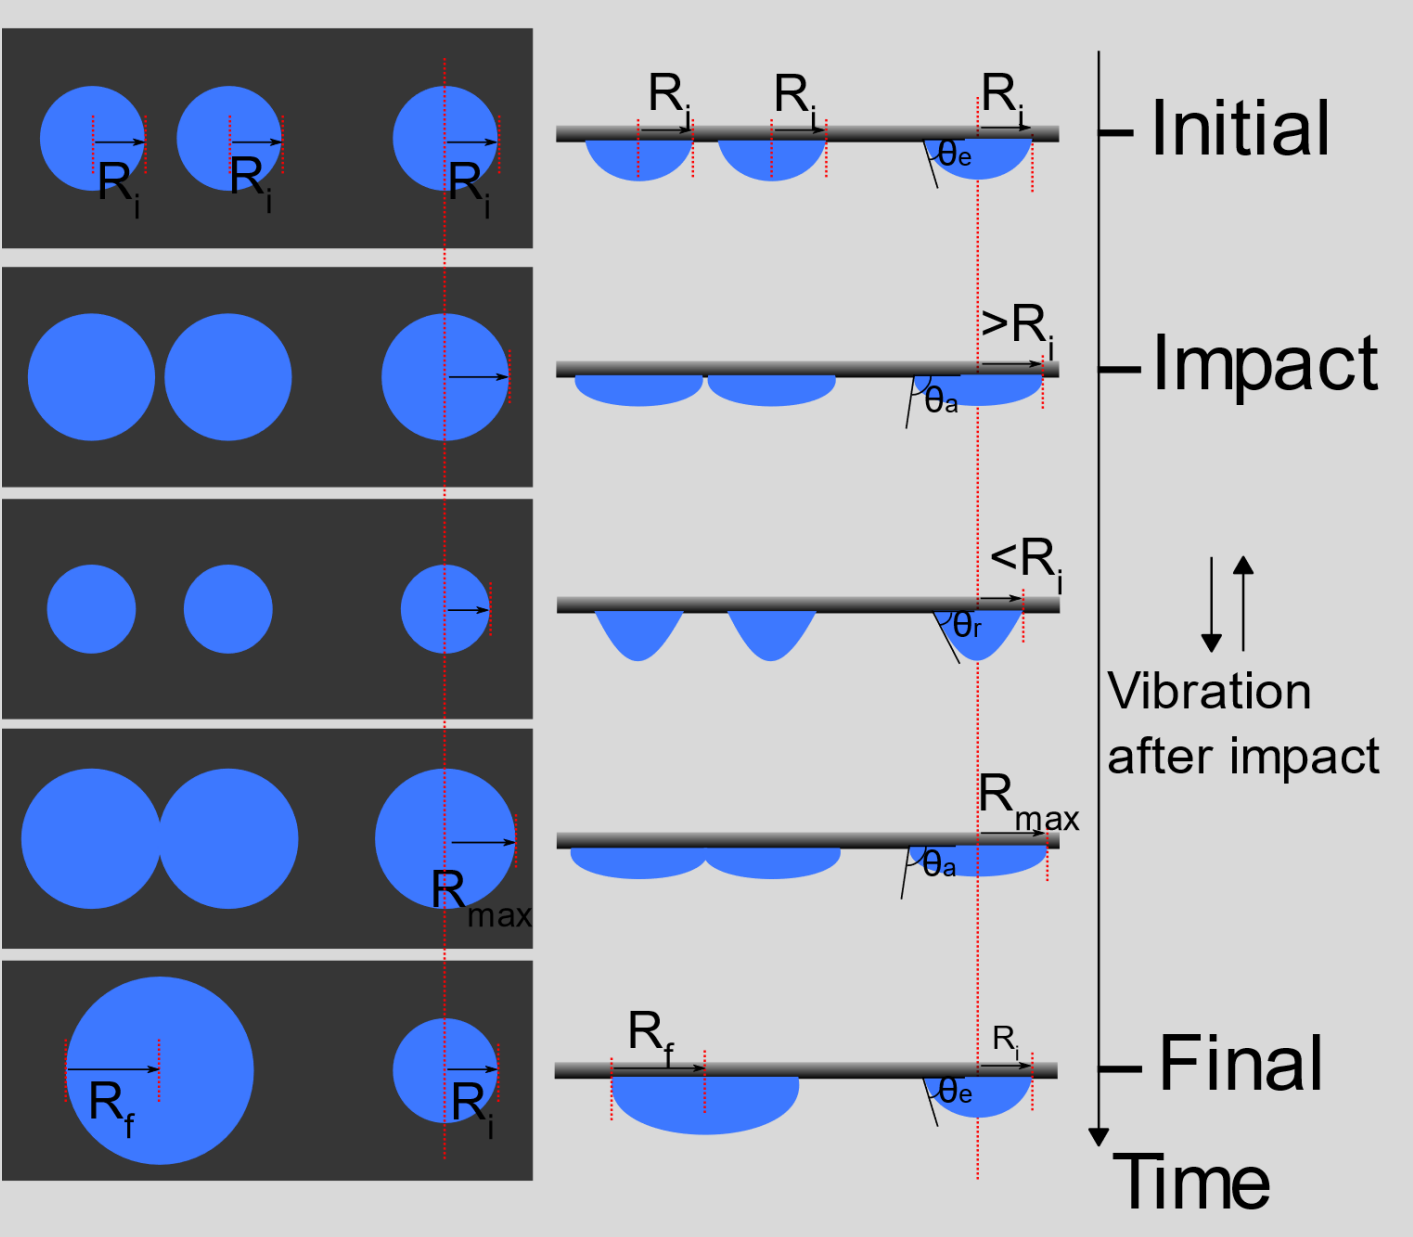 Ri Ri Ri
Ri Ri Ri
θe
Initial
>Ri
θa
Impact
<Ri
θr
Vibration
after impact
Rmax
Rmax
θa
Rf
Ri
Rf
Ri
θe
Final
Time